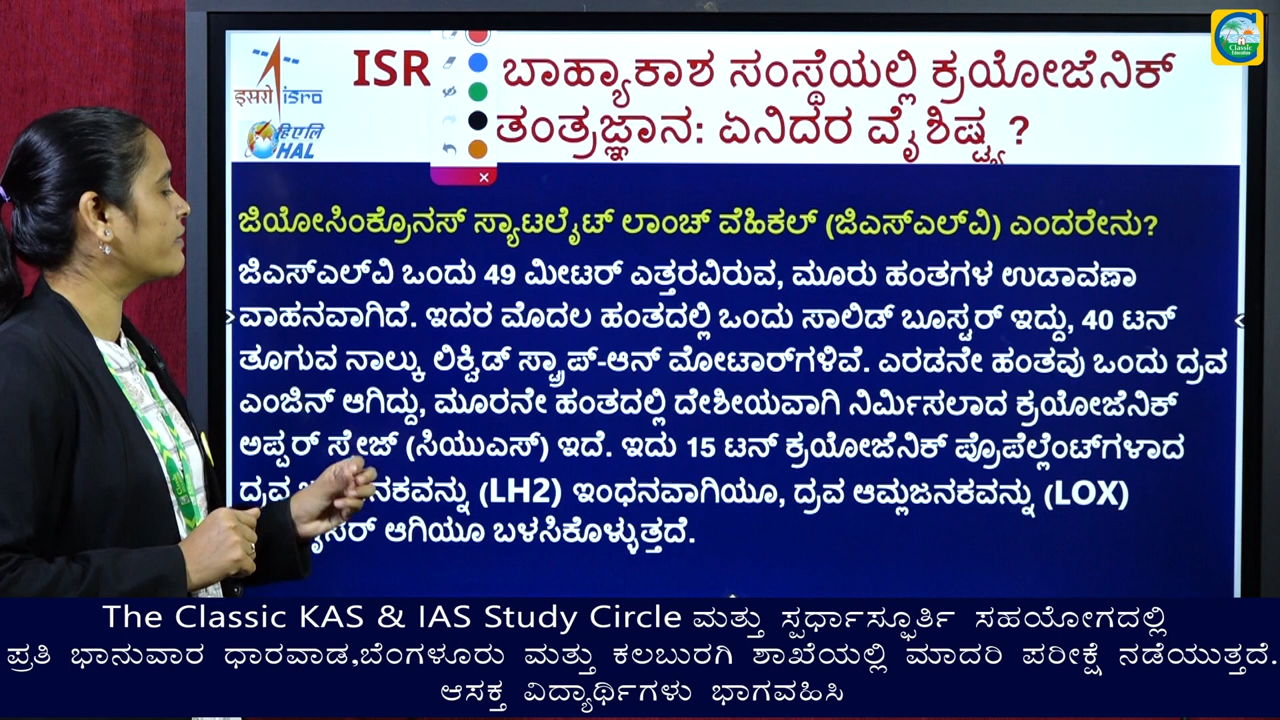 ISR ಬಾಹ್ಯಾಕಾಶ ಸಂಸ್ಥೆಯಲ್ಲಿ ಕ್ರಯೋಜೆನಿಕ್
ತಂತ್ರಜ್ಞಾನ: ಏನಿದರ ವೈಶಿಷ್ಟ್ಯ?
इसरो isro
हिएलि
HAL
Classic
Education
ಜಿಯೋಸಿಂಕ್ರೊನಸ್ ಸ್ಯಾಟಲೈಟ್ ಲಾಂಚ್ ವೆಹಿಕಲ್ (ಜಿಎಸ್‌ಎಲ್‌ವಿ) ಎಂದರೇನು?
ಜಿಎಸ್‌ಎಲ್‌ವಿ ಒಂದು 49 ಮೀಟರ್ ಎತ್ತರವಿರುವ, ಮೂರು ಹಂತಗಳ ಉಡಾವಣಾ
ವಾಹನವಾಗಿದೆ. ಇದರ ಮೊದಲ ಹಂತದಲ್ಲಿ ಒಂದು ಸಾಲಿಡ್ ಬೂಸ್ಟರ್ ಇದ್ದು, 40 ಟನ್
ತೂಗುವ ನಾಲ್ಕು ಲಿಕ್ವಿಡ್ ಸ್ಟ್ರಾಪ್-ಆನ್ ಮೋಟಾರ್‌ಗಳಿವೆ. ಎರಡನೇ ಹಂತವು ಒಂದು ದ್ರವ
ಎಂಜಿನ್ ಆಗಿದ್ದು, ಮೂರನೇ ಹಂತದಲ್ಲಿ ದೇಶೀಯವಾಗಿ ನಿರ್ಮಿಸಲಾದ ಕ್ರಯೋಜೆನಿಕ್
ಅಪ್ಪರ್ ಸ್ಟೇಜ್ (ಸಿಯುಎಸ್) ಇದೆ. ಇದು 15 ಟನ್ ಕ್ರಯೋಜೆನಿಕ್ ಪ್ರೊಪೆಲ್ಲೆಂಟ್‌ಗಳಾದ
ದ್ರವ (LH2) ಇಂಧನವಾಗಿಯೂ, ದ್ರವ ಆಮ್ಲಜನಕವನ್ನು (LOX)
ಆಗಿಯೂ ಬಳಸಿಕೊಳ್ಳುತ್ತದೆ.
The Classic KAS & IAS Study Circle ಮತ್ತು ಸ್ಪರ್ಧಾಸ್ಫೂರ್ತಿ ಸಹಯೋಗದಲ್ಲಿ
ಪ್ರತಿ ಭಾನುವಾರ ಧಾರವಾಡ,ಬೆಂಗಳೂರು ಮತ್ತು ಕಲಬುರಗಿ ಶಾಖೆಯಲ್ಲಿ ಮಾದರಿ ಪರೀಕ್ಷೆ ನಡೆಯುತ್ತದೆ.
ಆಸಕ್ತ ವಿದ್ಯಾರ್ಥಿಗಳು ಭಾಗವಹಿಸಿ